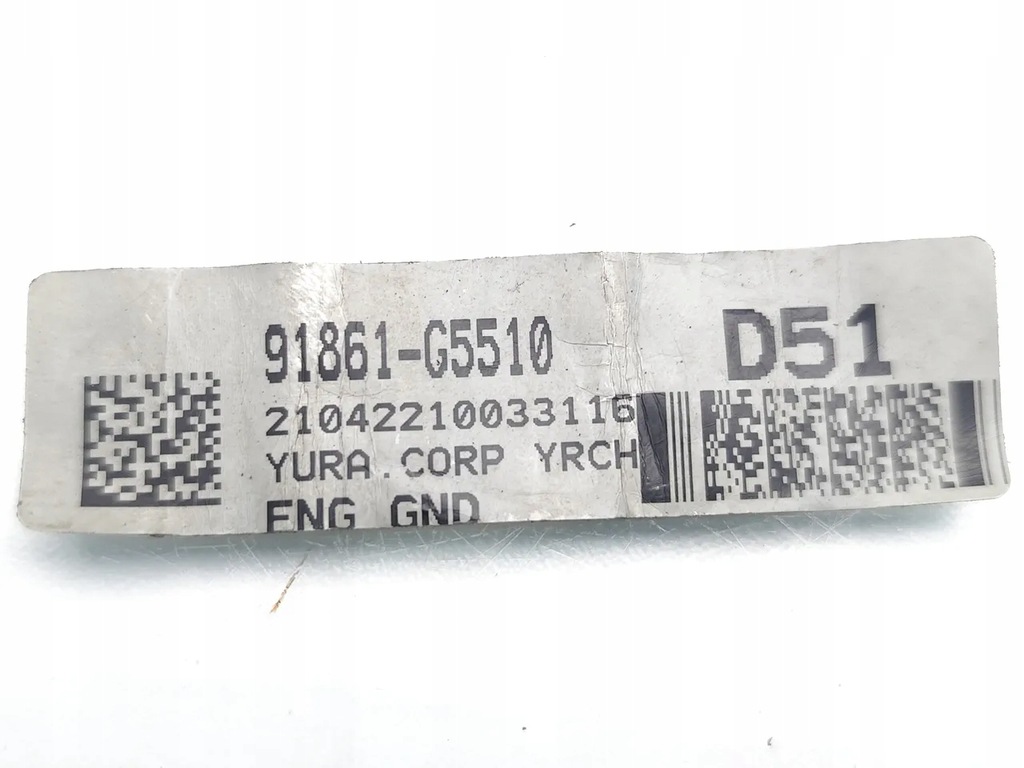 91861-G5510
D51
21042210033116
YURA.CORP YRCH
ENG GND